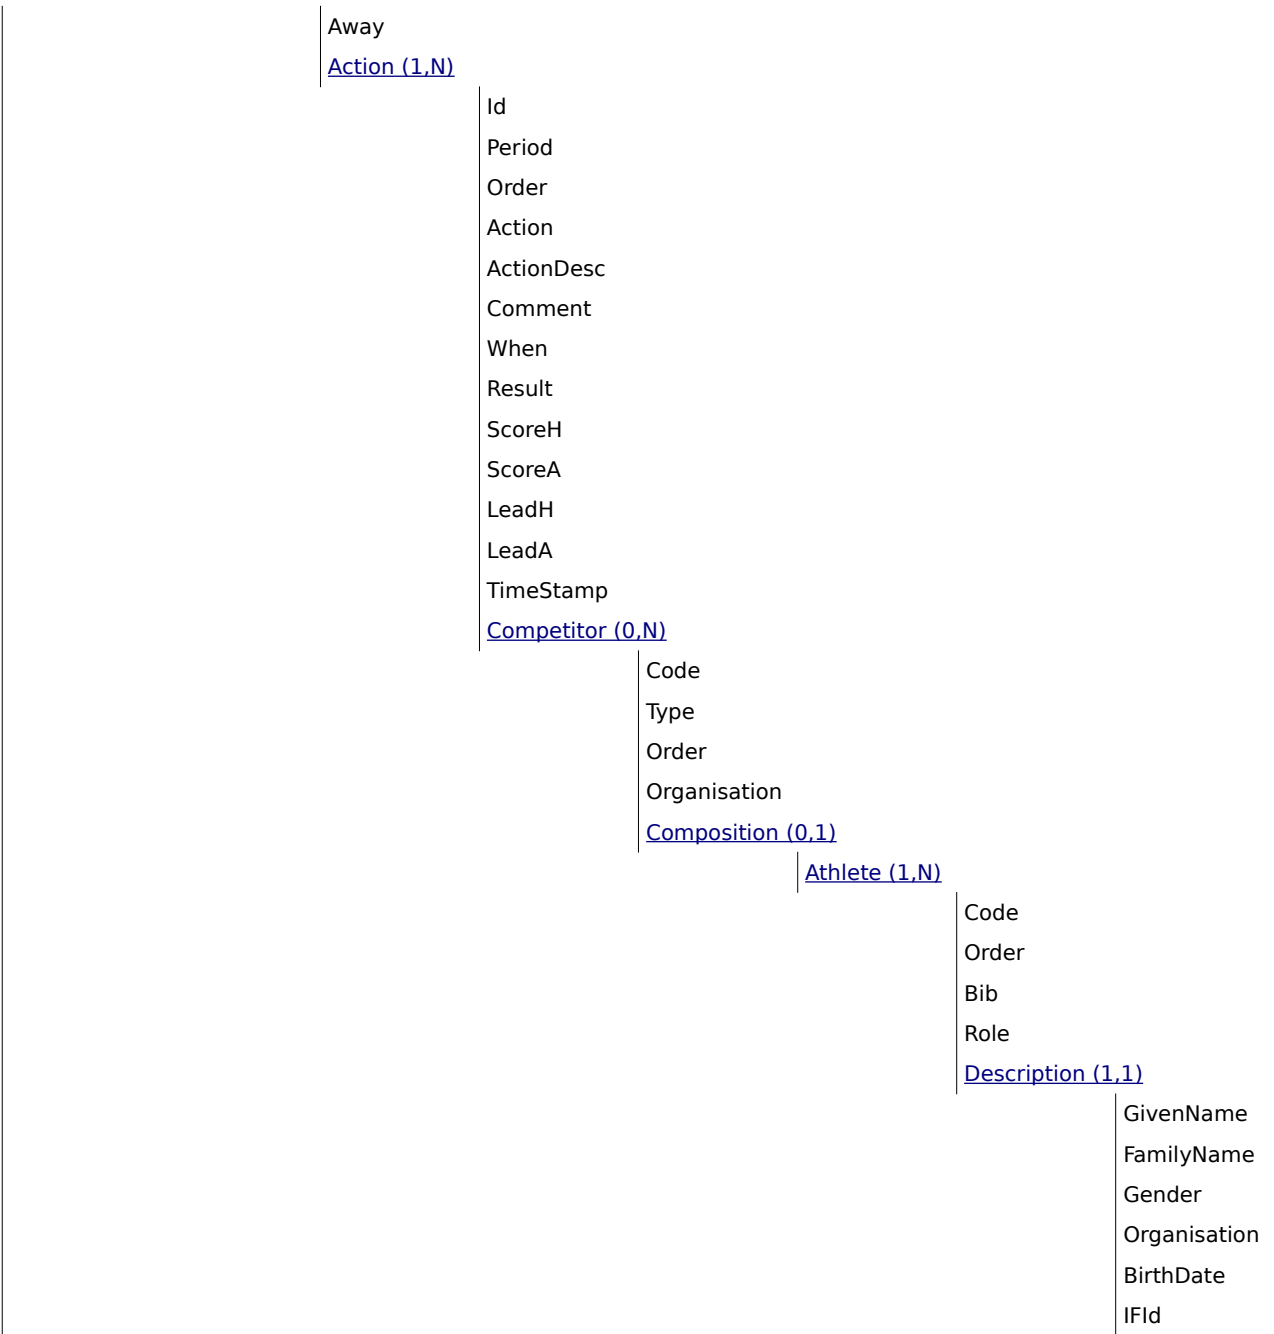 Away
Action (1,N)
Id
Period
Order
Action
ActionDesc
Comment
When
Result
ScoreH
ScoreA
LeadH
LeadA
TimeStamp
Competitor (0,N)
Code
Type
Order
Organisation
Composition (0,1)
Athlete (1,N)
Code
Order
Bib
Role
Description (1,1)
GivenName
FamilyName
Gender
Organisation
BirthDate
IFId